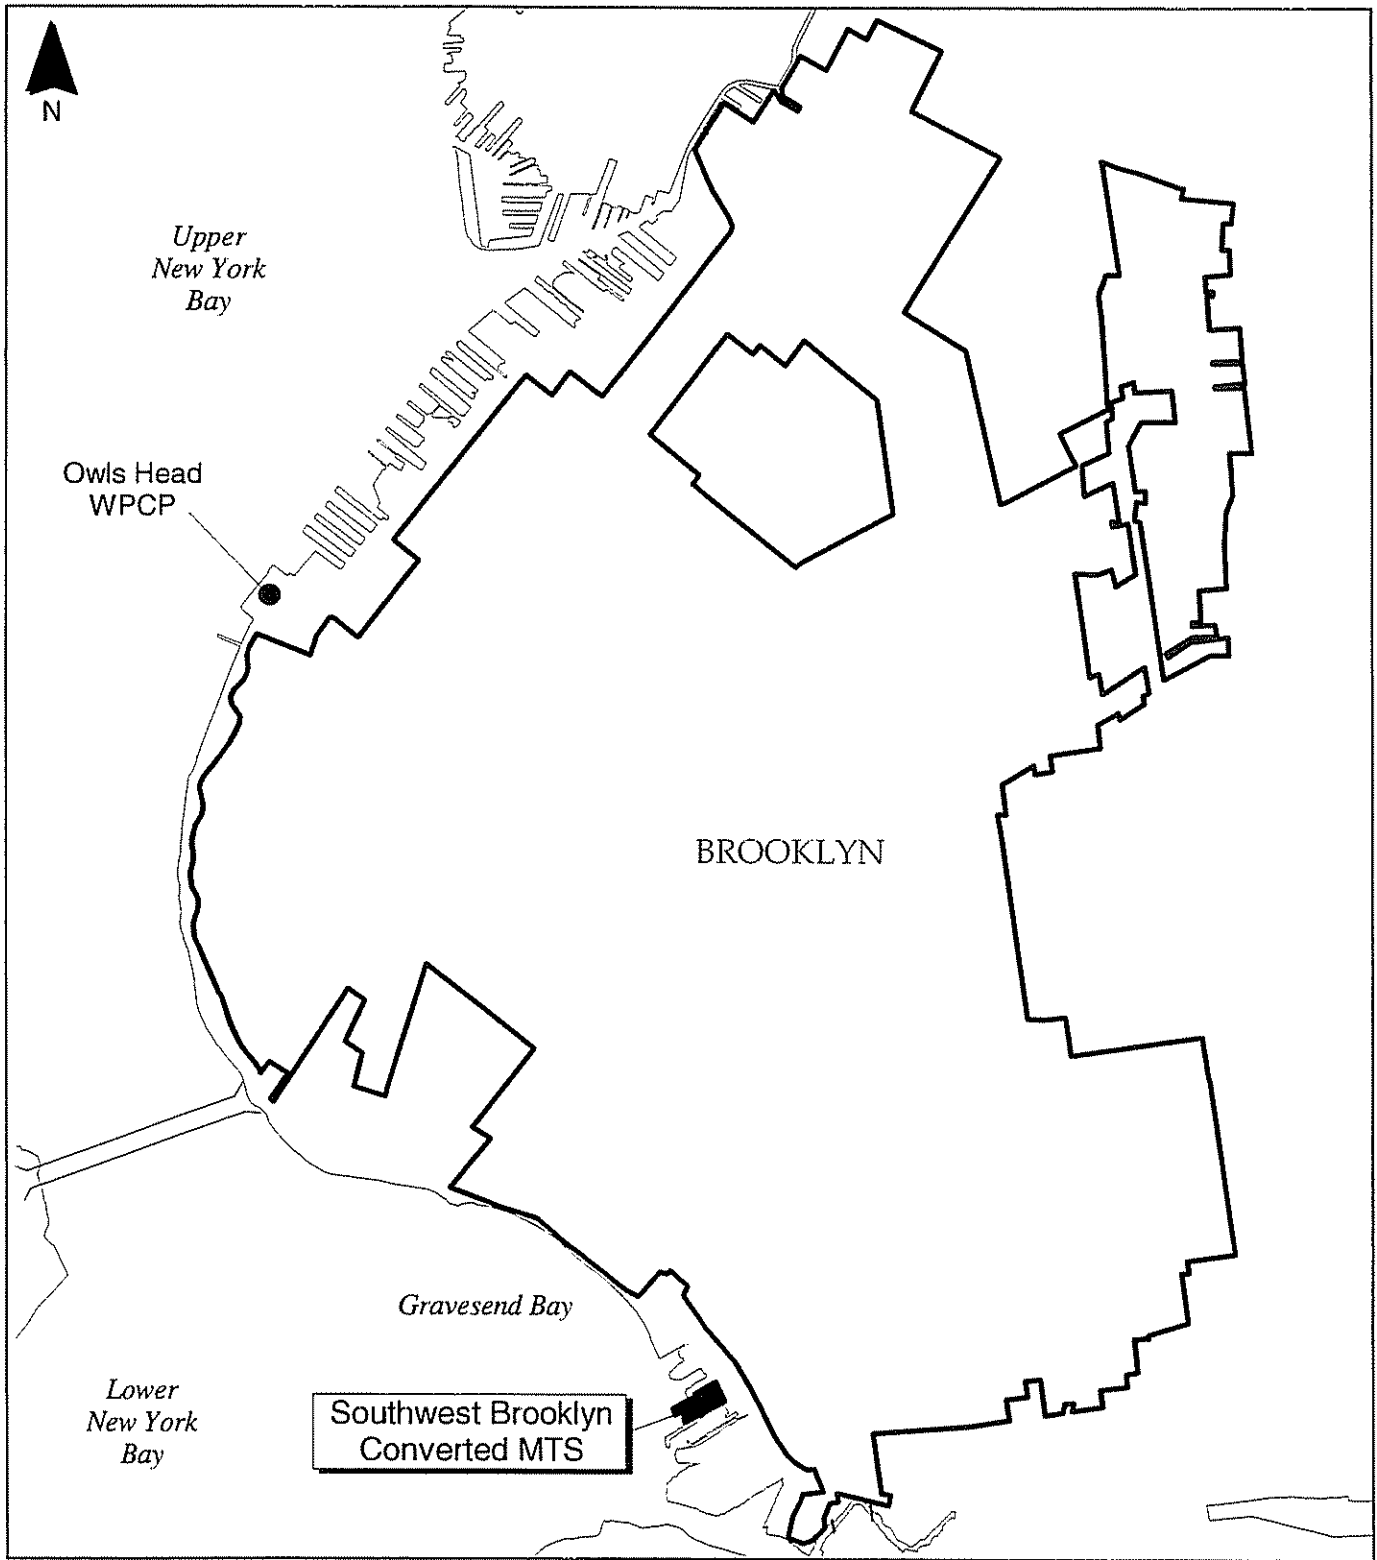 N
Upper
New York
Bay
Owls Head
WPCP
BROOKLYN
Gravesend Bay
Lower
New York
Bay
Southwest Brooklyn
Converted MTS